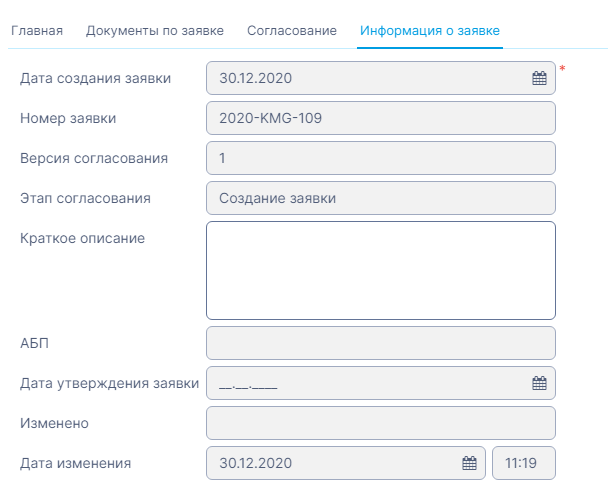 Главная Документы по заявке Согласование Информация о заявке
Дата создания заявки 30.12.2020 *
Номер заявки 2020-KMG-109
Версия согласования 1
Этап согласования Создание заявки
Краткое описание
АБП
Дата утверждения заявки __.__.____
Изменено
Дата изменения 30.12.2020 11:19